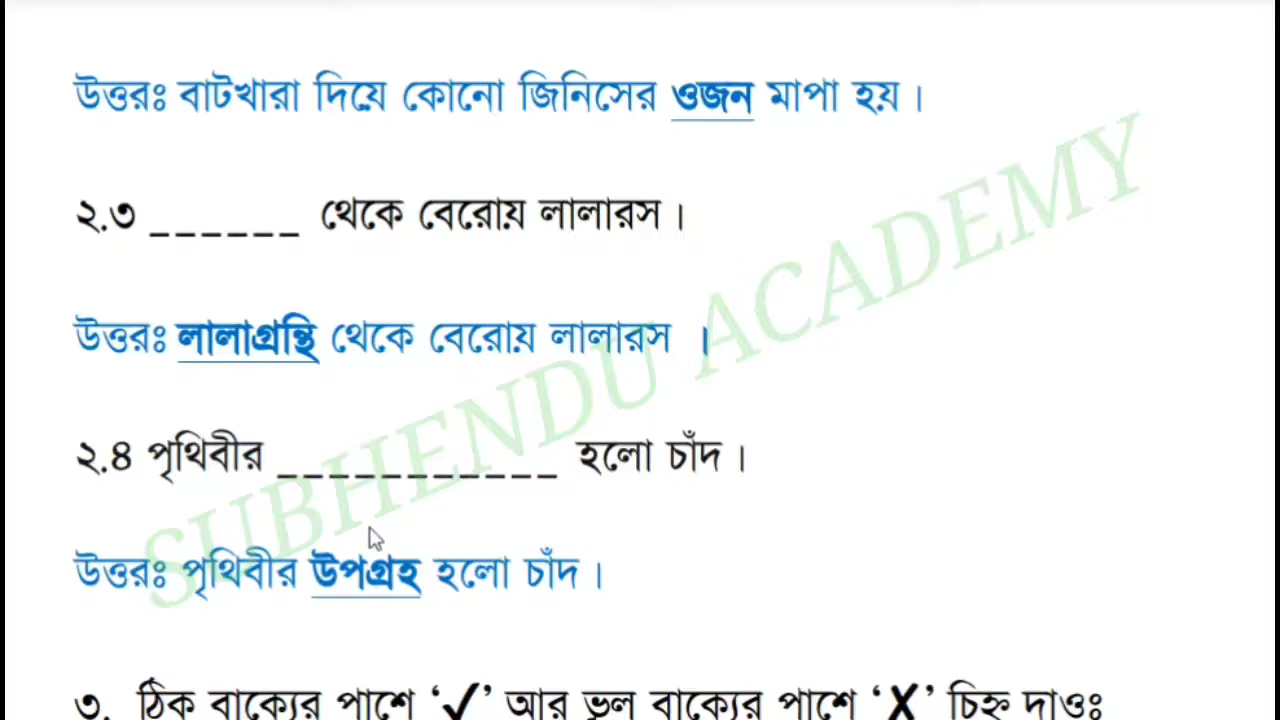 উত্তরঃ বাটখারা দিয়ে কোনো জিনিসের ওজন মাপা হয়।
২.৩ ______ থেকে বেরোয় লালারস।
উত্তরঃ লালাগ্রন্থি থেকে বেরোয় লালারস ।
২.৪ পৃথিবীর ___________ হলো চাঁদ।
উত্তরঃ পৃথিবীর উপগ্রহ হলো চাঁদ।
৩. ঠিক বাক্যের পাশে ‘✓’ আর ভুল বাক্যের পাশে ‘X’ চিহ্ন দাওঃ
SUBHENDU ACADEMY